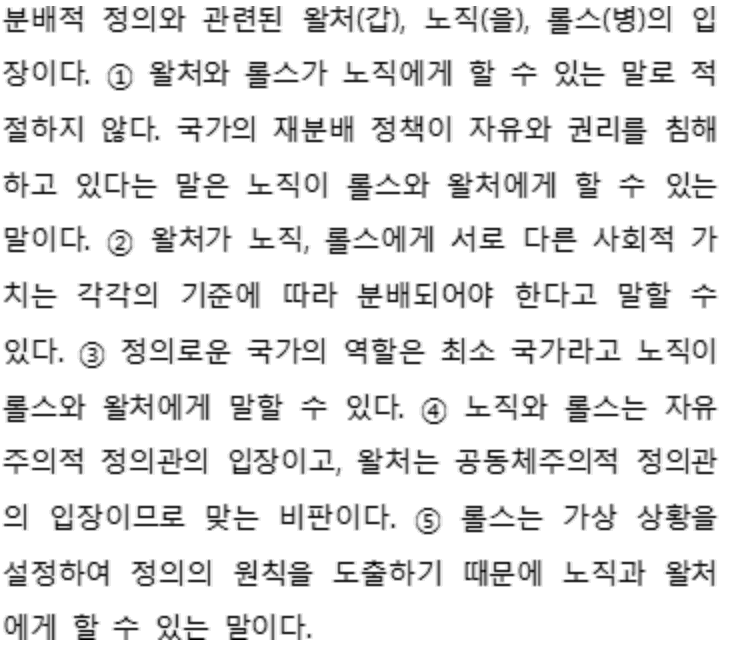 분배적 정의와 관련된 왈처(갑), 노직(을), 롤스(병)의 입
장이다. ① 왈처와 롤스가 노직에게 할 수 있는 말로 적
절하지 않다. 국가의 재분배 정책이 자유와 권리를 침해
하고 있다는 말은 노직이 롤스와 왈처에게 할 수 있는
말이다. ② 왈처가 노직, 롤스에게 서로 다른 사회적 가
치는 각각의 기준에 따라 분배되어야 한다고 말할 수
있다. ③ 정의로운 국가의 역할은 최소 국가라고 노직이
롤스와 왈처에게 말할 수 있다. ④ 노직와 롤스는 자유
주의적 정의관의 입장이고, 왈처는 공동체주의적 정의관
의 입장이므로 맞는 비판이다. ⑤ 롤스는 가상 상황을
설정하여 정의의 원칙을 도출하기 때문에 노직과 왈처
에게 할 수 있는 말이다.